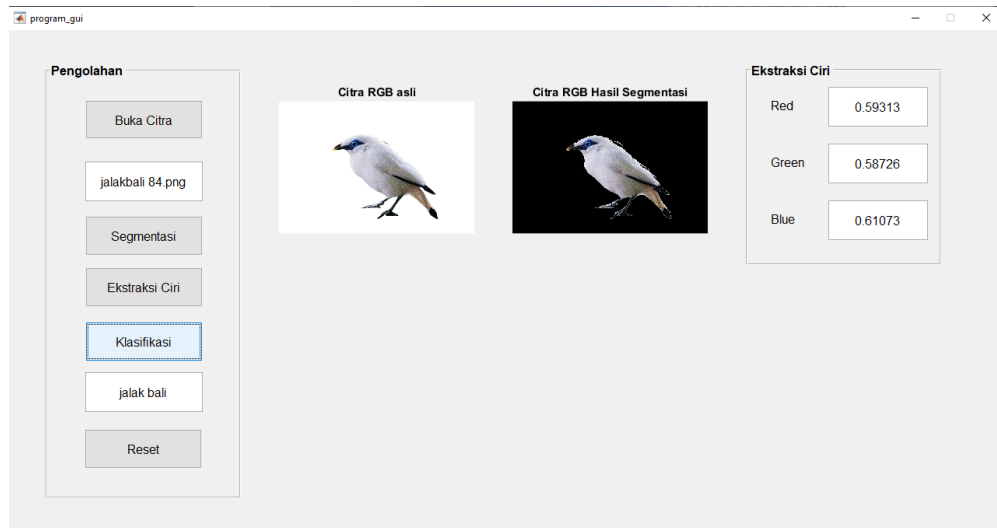 program_gui
Pengolahan
Buka Citra
jalakbali 84.png
Segmentasi
Ekstraksi Ciri
Klasifikasi
jalak bali
Reset
Citra RGB asli
Citra RGB Hasil Segmentasi
Ekstraksi Ciri
Red 0.59313
Green 0.58726
Blue 0.61073